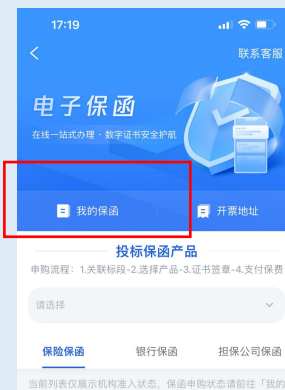 17:19
联系客服
电子保函
在线一站式办理·数字证书安全护航
我的保函
开票地址
投标保函产品
申购流程：1.关联标段-2.选择产品-3.证书签章-4.支付保费
请选择
保险保函 银行保函 担保公司保函
当前列表仅展示机构准入状态，保函申购状态请前往「我的